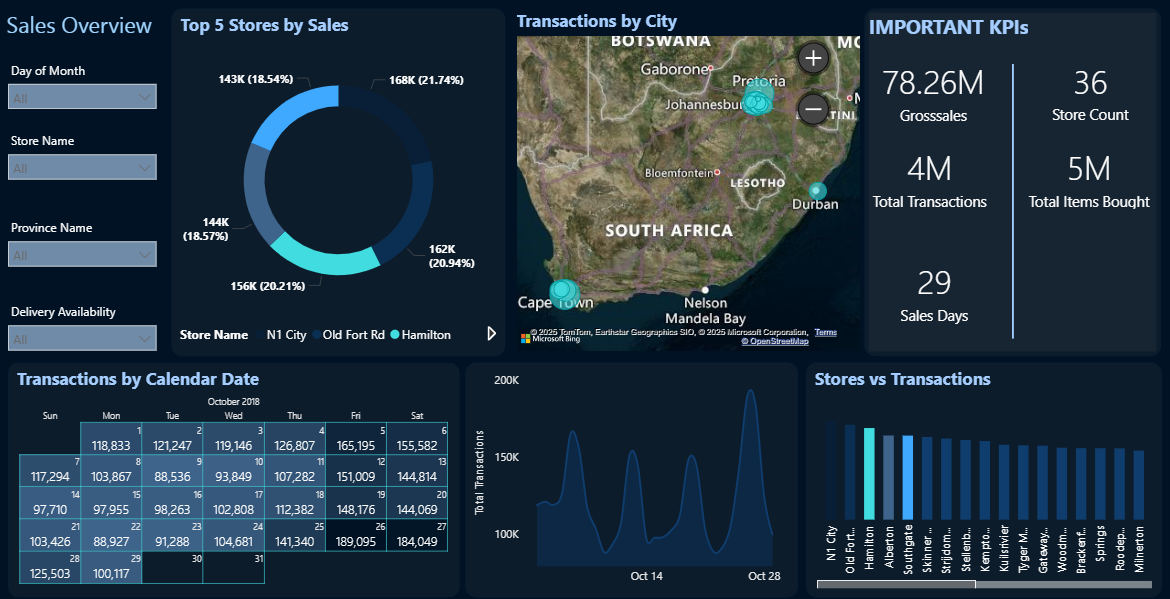 Sales Overview
Day of Month
All
Store Name
All
Province Name
All
Delivery Availability
All
Top 5 Stores by Sales
143K (18.54%)
168K (21.74%)
144K
(18.57%)
162K
(20.94%)
156K (20.21%)
Store Name N1 City Old Fort Rd Hamilton
Transactions by City
BOTSWANA
Gaborone
Pretoria
Johannesbur
Bloemfontein
LESOTHO
Durban
SOUTH AFRICA
Cape Town
Nelson
Mandela Bay
© 2025 TomTom, Earthstar Geographics SIO, © 2025 Microsoft Corporation, Terms
Microsoft Bing
© OpenStreetMap
IMPORTANT KPIs
78.26M
Grosssales
36
Store Count
4M
Total Transactions
5M
Total Items Bought
29
Sales Days
Transactions by Calendar Date
October 2018
Sun Mon Tue Wed Thu Fri Sat
1 2 3 4 5 6
118,833 121,247 119,146 126,807 165,195 155,582
7 8 9 10 11 12 13
117,294 103,867 88,536 93,849 107,282 151,009 144,814
14 15 16 17 18 19 20
97,710 97,955 98,263 102,808 112,382 148,176 144,069
21 22 23 24 25 26 27
103,426 88,927 91,288 104,681 141,340 189,095 184,049
28 29 30 31
125,503 100,117
200K
150K
100K
Total Transactions
Oct 14 Oct 28
Stores vs Transactions
N1 City
Old Fort...
Hamilton
Alberton
Southgate
Skinner...
Strijdom...
Stellenb...
Kempto...
Kuilsrivier
Tyger M...
Gateway...
Woodm...
Brackenf...
Springs
Roodep...
Milnerton